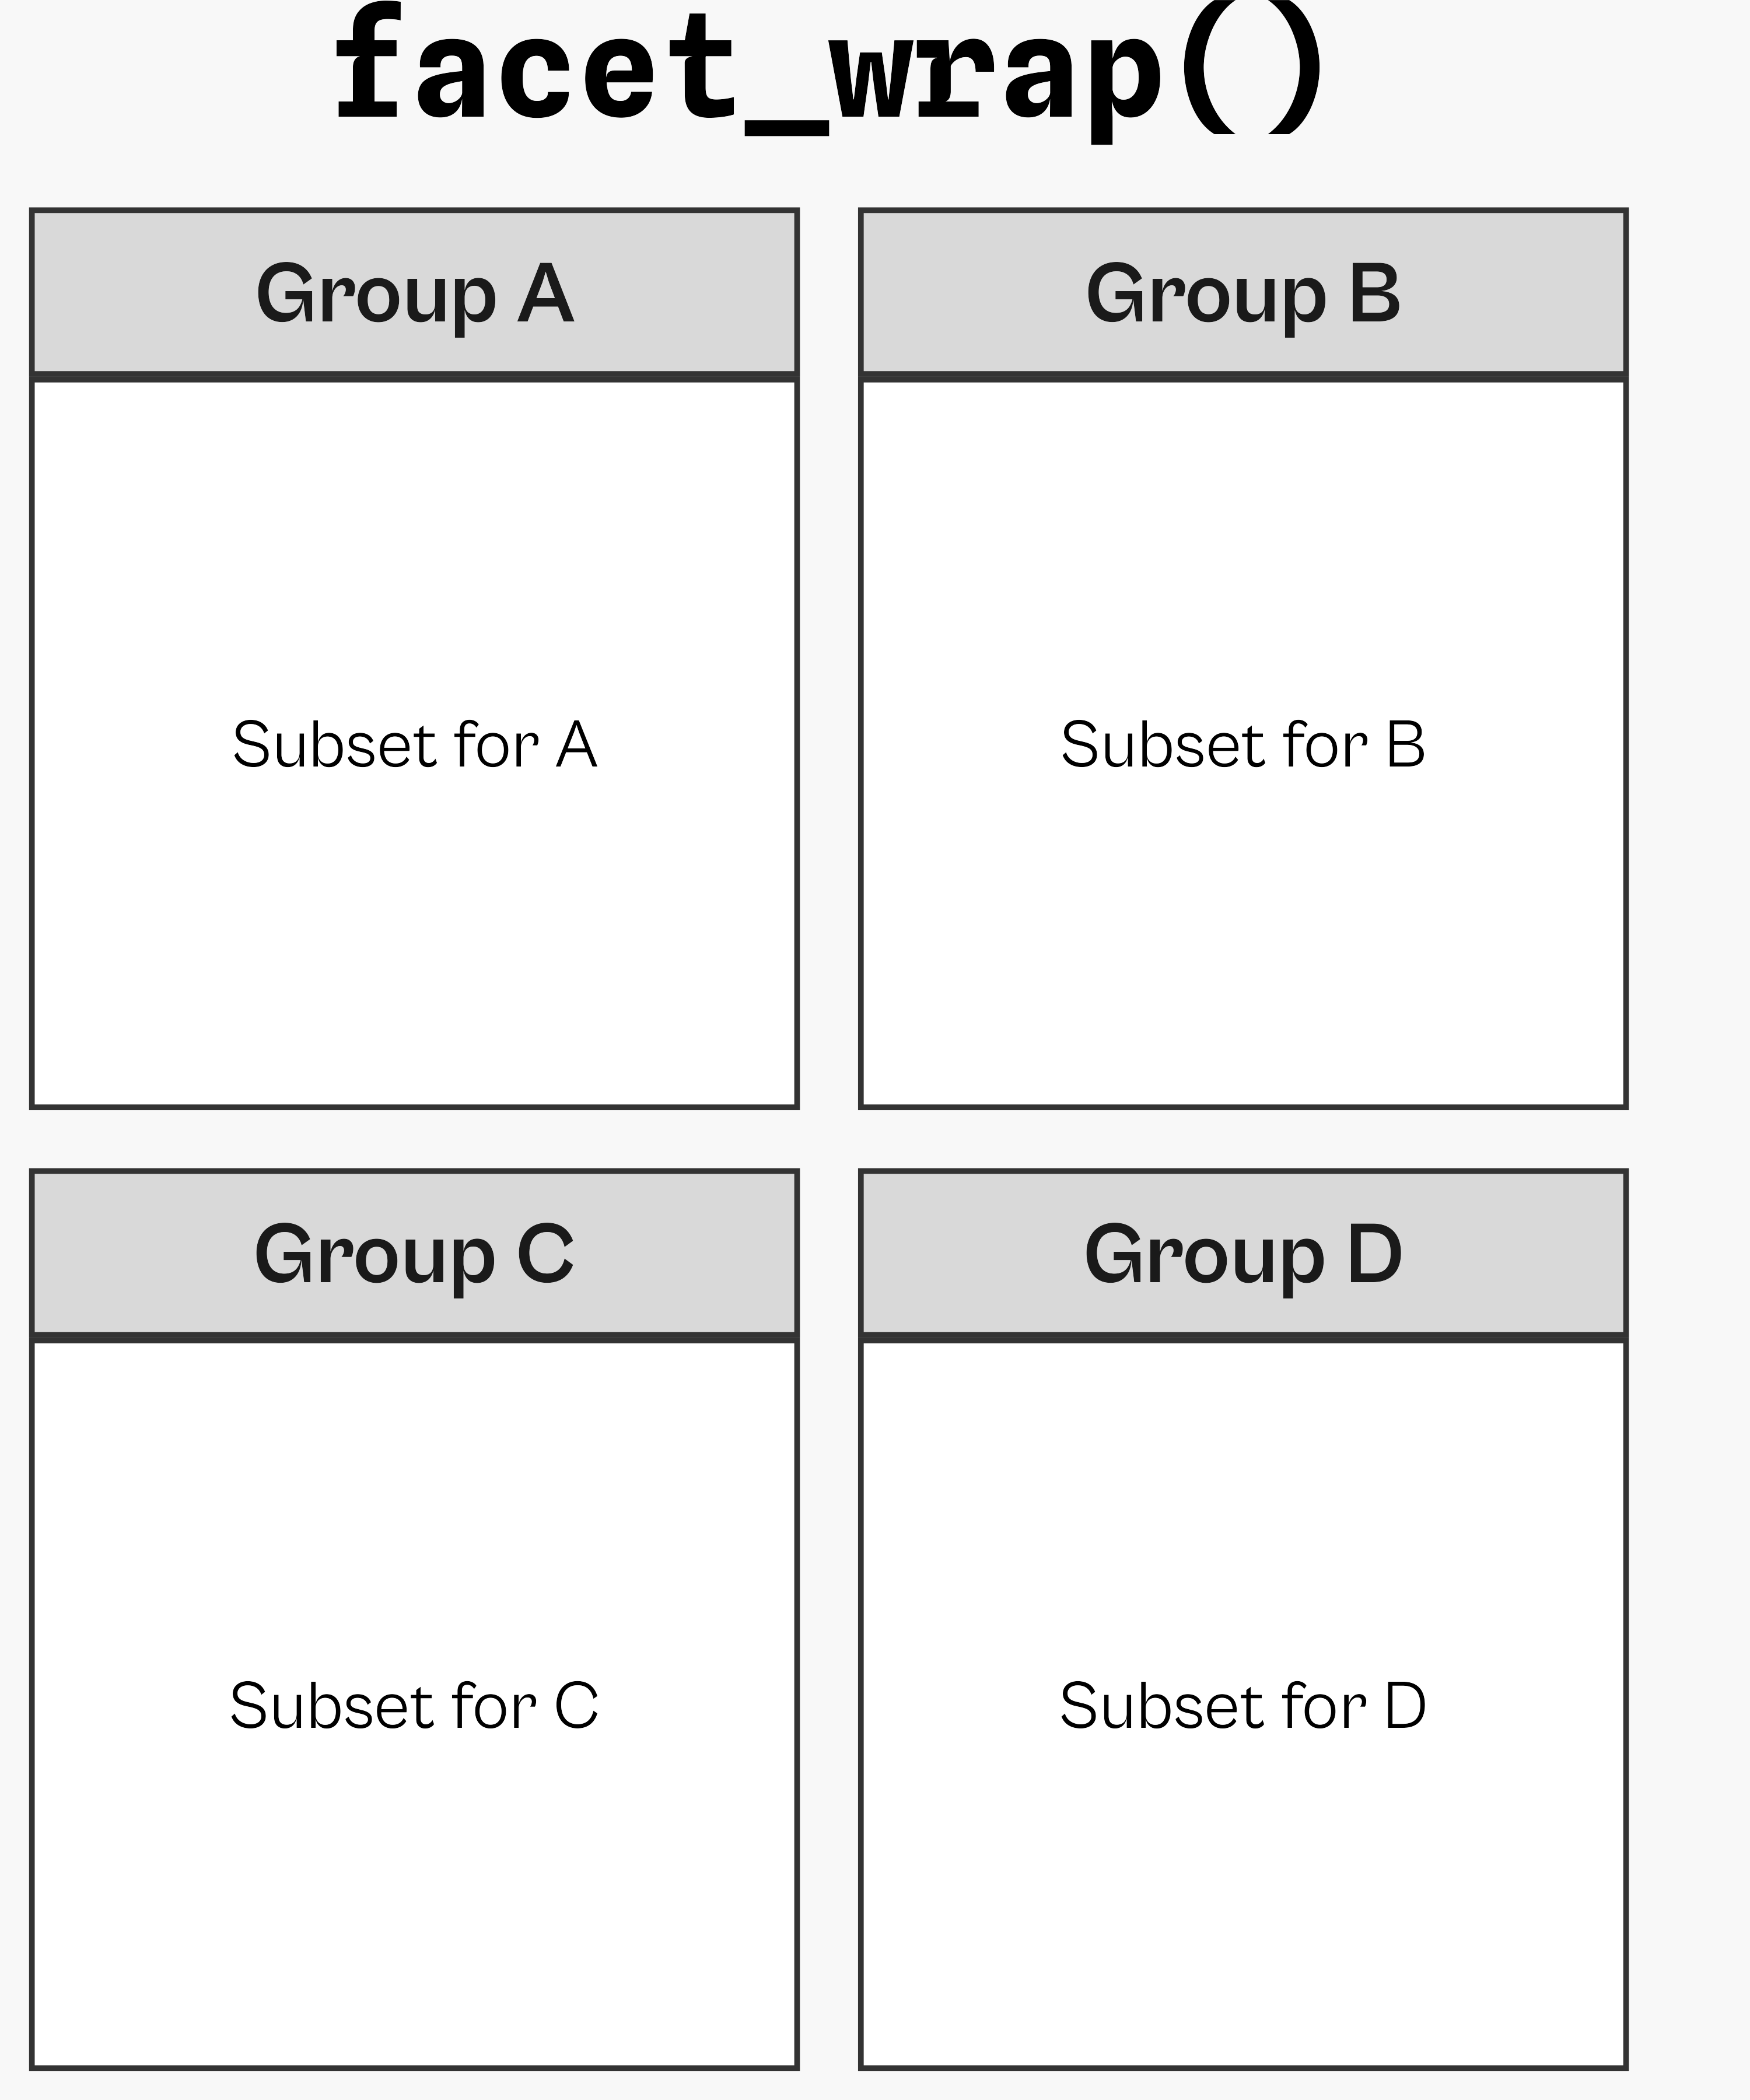 facet_wrap()
Group A
Group B
Subset for A
Subset for B
Group C
Group D
Subset for C
Subset for D